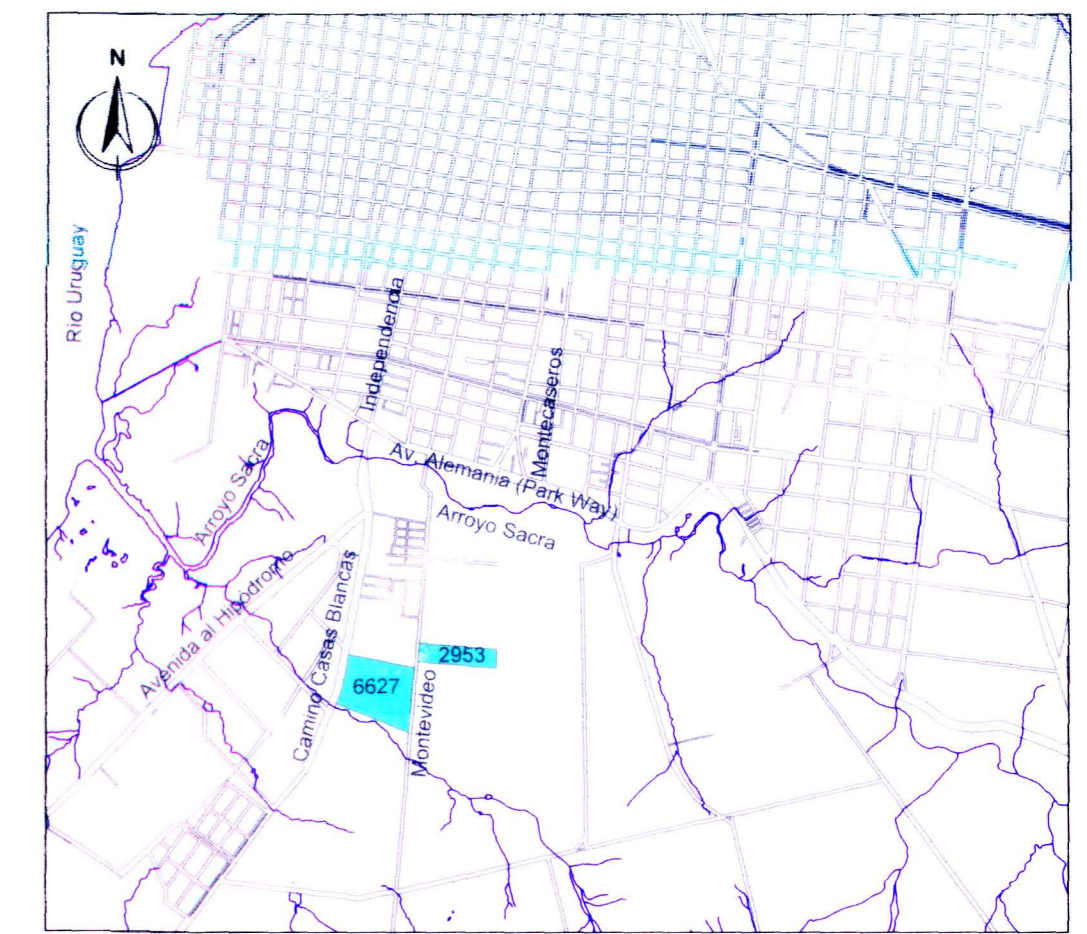 N
Rio Uruguay
Independencia
Montecaseros
Av. Alemania (Park Way)
Arroyo Sacra
Arroyo Sacra
Avenida al Hipodromo
Camino Casas Blancas
2953
6627
Montevideo